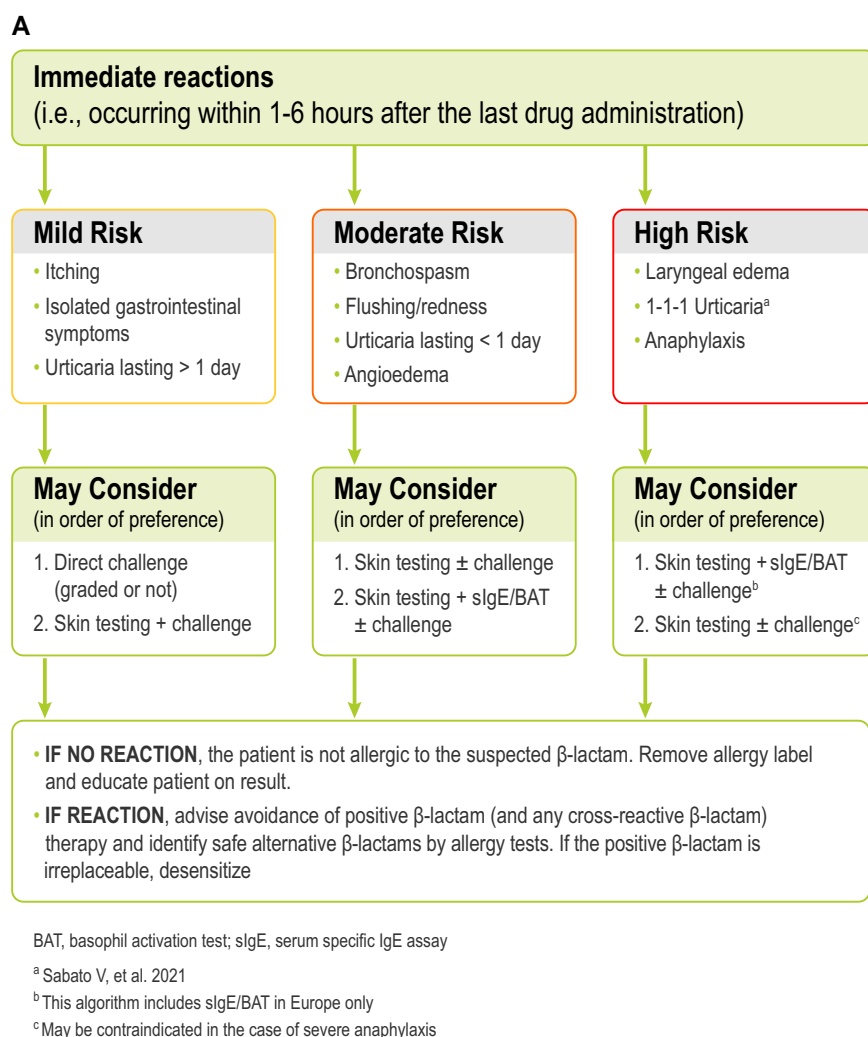 A
Immediate reactions
(i.e., occurring within 1-6 hours after the last drug administration)
Mild Risk
• Itching
• Isolated gastrointestinal
symptoms
• Urticaria lasting > 1 day
Moderate Risk
• Bronchospasm
• Flushing/redness
• Urticaria lasting < 1 day
• Angioedema
High Risk
• Laryngeal edema
• 1-1-1 Urticariaᵃ
• Anaphylaxis
May Consider
(in order of preference)
1. Direct challenge
(graded or not)
2. Skin testing + challenge
May Consider
(in order of preference)
1. Skin testing ± challenge
2. Skin testing + sIgE/BAT
± challenge
May Consider
(in order of preference)
1. Skin testing + sIgE/BAT
± challengeᵇ
2. Skin testing ± challengeᶜ
• IF NO REACTION, the patient is not allergic to the suspected β-lactam. Remove allergy label
and educate patient on result.
• IF REACTION, advise avoidance of positive β-lactam (and any cross-reactive β-lactam)
therapy and identify safe alternative β-lactams by allergy tests. If the positive β-lactam is
irreplaceable, desensitize
BAT, basophil activation test; sIgE, serum specific IgE assay
ᵃ Sabato V, et al. 2021
ᵇ This algorithm includes sIgE/BAT in Europe only
ᶜ May be contraindicated in the case of severe anaphylaxis